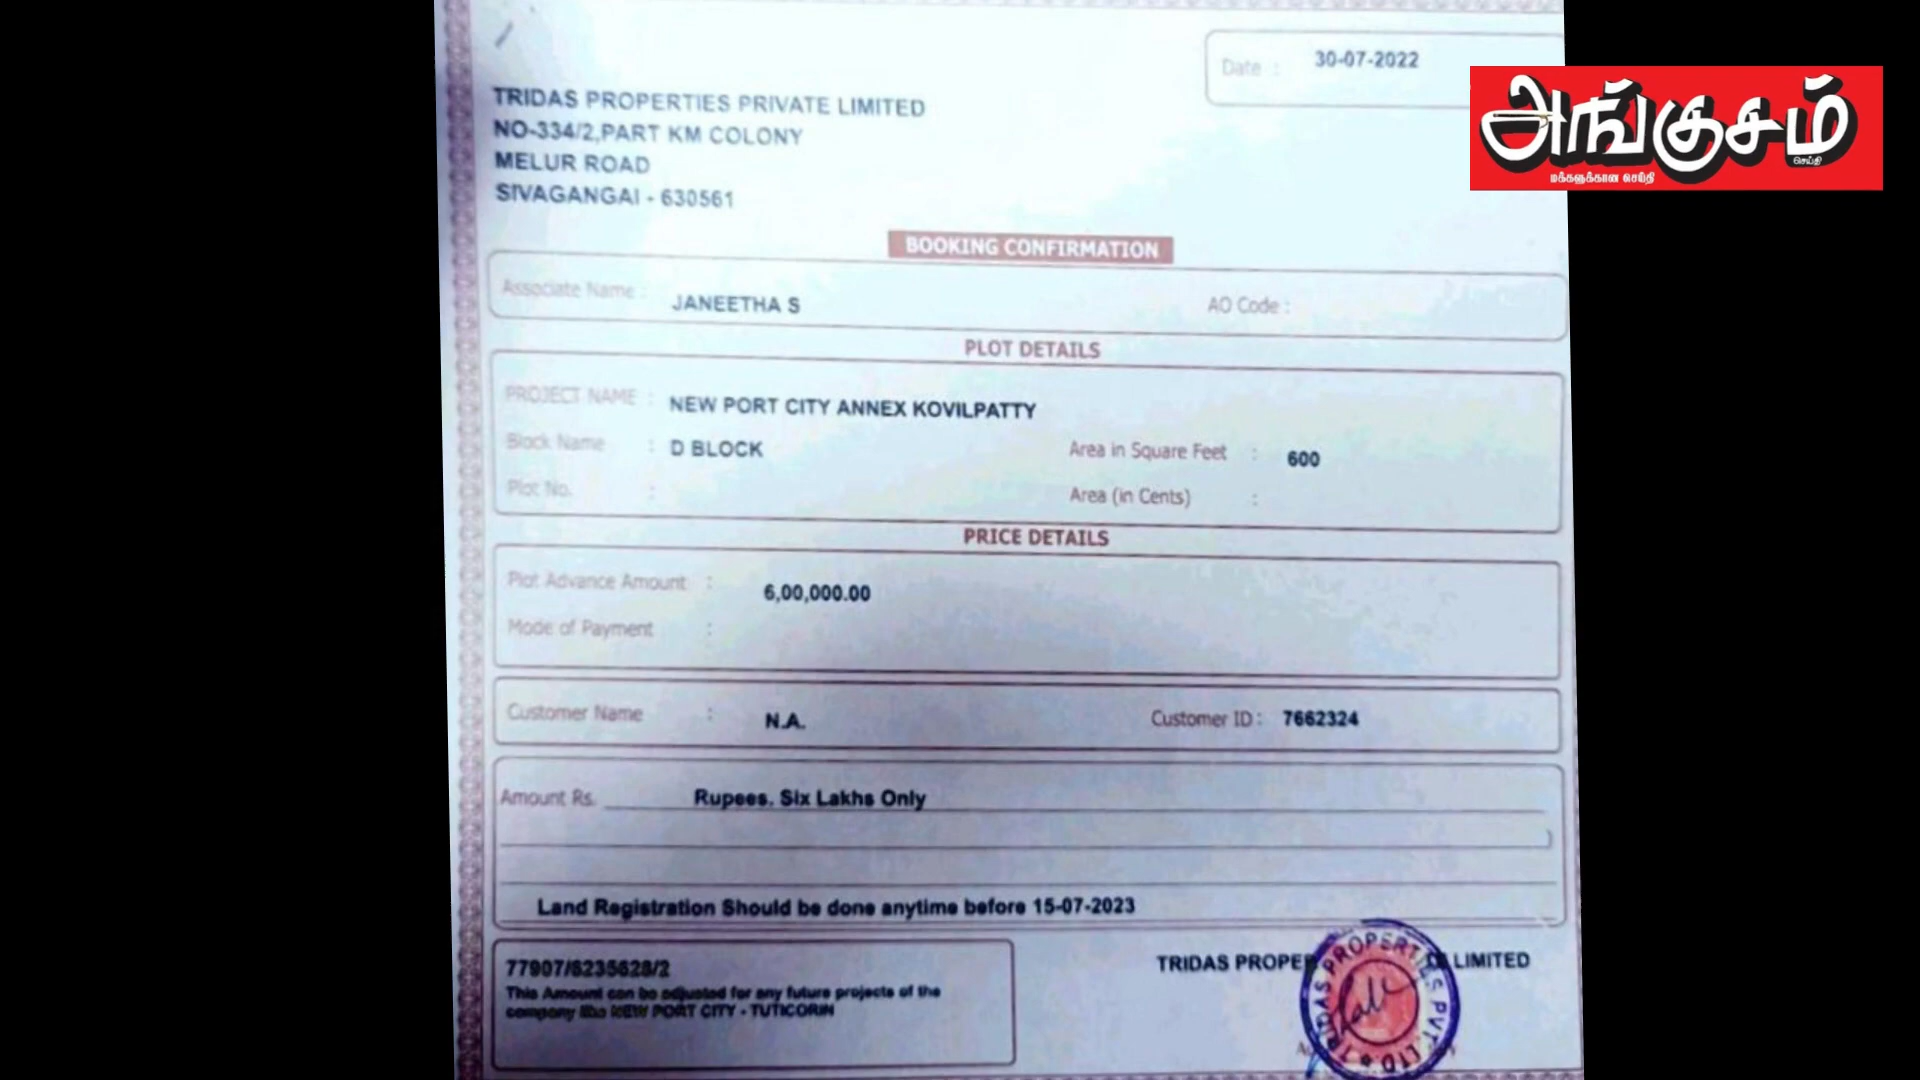 Date : 30-07-2022
அங்குசம்
செய்தி
மக்களுக்கான செய்தி
TRIDAS PROPERTIES PRIVATE LIMITED
NO-334/2,PART KM COLONY
MELUR ROAD
SIVAGANGAI - 630561
BOOKING CONFIRMATION
Associate Name : JANEETHA S AO Code :
PLOT DETAILS
PROJECT NAME : NEW PORT CITY ANNEX KOVILPATTY
Block Name : D BLOCK Area in Square Feet : 600
Plot No. : Area (in Cents) :
PRICE DETAILS
Plot Advance Amount : 6,00,000.00
Mode of Payment :
Customer Name : N.A. Customer ID : 7662324
Amount Rs. Rupees. Six Lakhs Only
Land Registration Should be done anytime before 15-07-2023
77907/6235628/2
This Amount can be adjusted for any future projects of the
company like NEW PORT CITY - TUTICORIN
TRIDAS PROPER LIMITED
TRIDAS PROPERTIES PVT. LTD